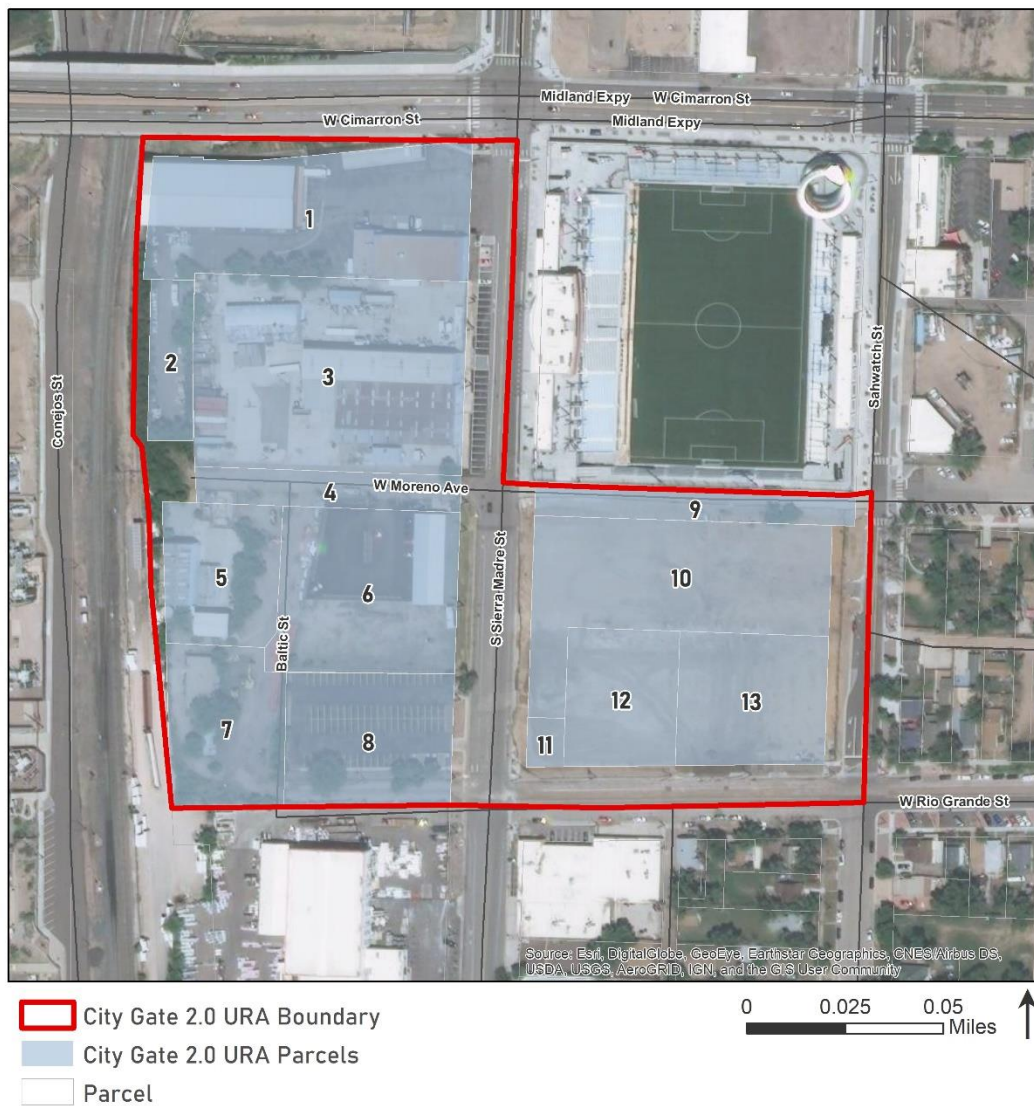 Midland Expy W Cimarron St
W Cimarron St Midland Expy
1
2
3
Conejos St
Sahwatch St
4
W Moreno Ave
9
10
5
6
S Sierra Madre St
Baltic St
12
13
7
8
11
W Rio Grande St
Source: Esri, DigitalGlobe, GeoEye, Earthstar Geographics, CNES/Airbus DS,
USDA, USGS, AeroGRID, IGN, and the GIS User Community
City Gate 2.0 URA Boundary
City Gate 2.0 URA Parcels
Parcel
0 0.025 0.05
Miles